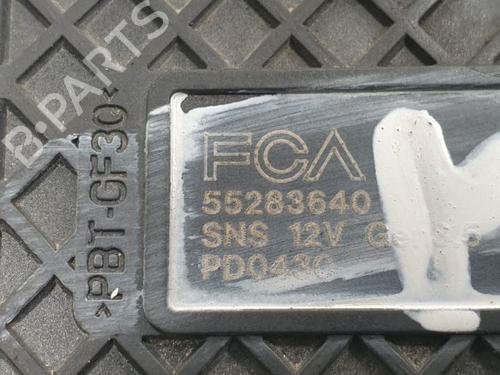 B-PARTS
>PBT-GF30<
FCA
55283640
SNS 12V
PD0430